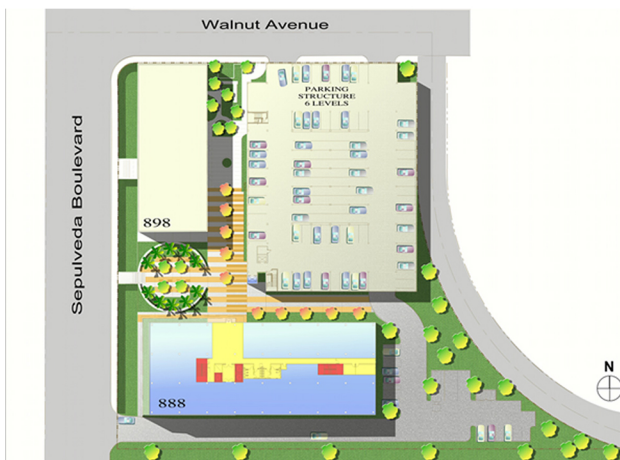 Walnut Avenue
PARKING
STRUCTURE
6 LEVELS
Sepulveda Boulevard
898
888
N